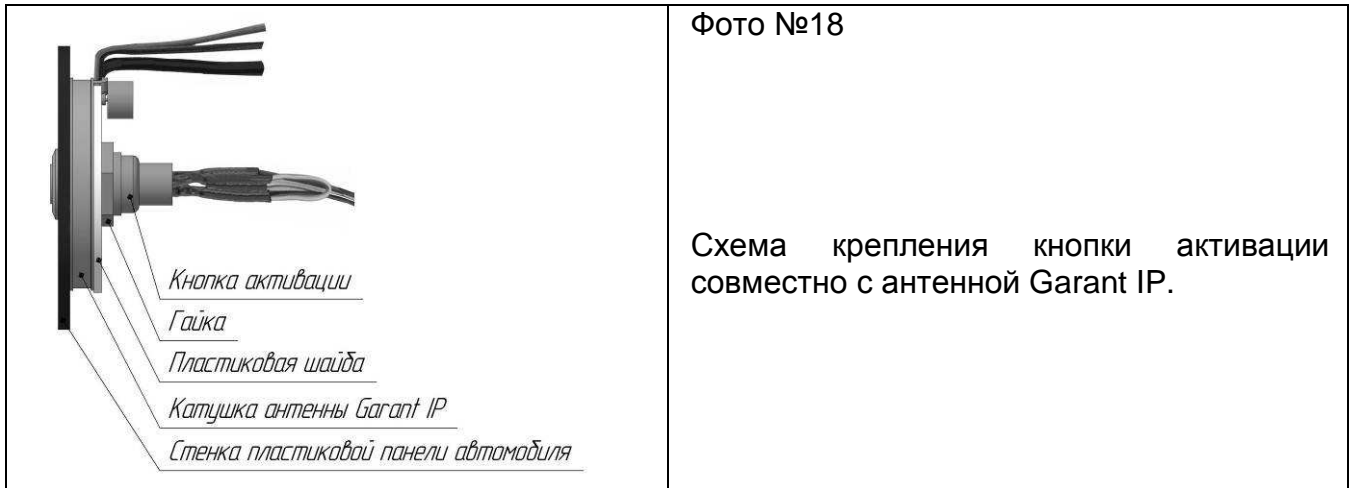 Кнопка активации
Гайка
Пластиковая шайба
Катушка антенны Garant IP
Стенка пластиковой панели автомобиля
Фото №18
Схема крепления кнопки активации
совместно с антенной Garant IP.